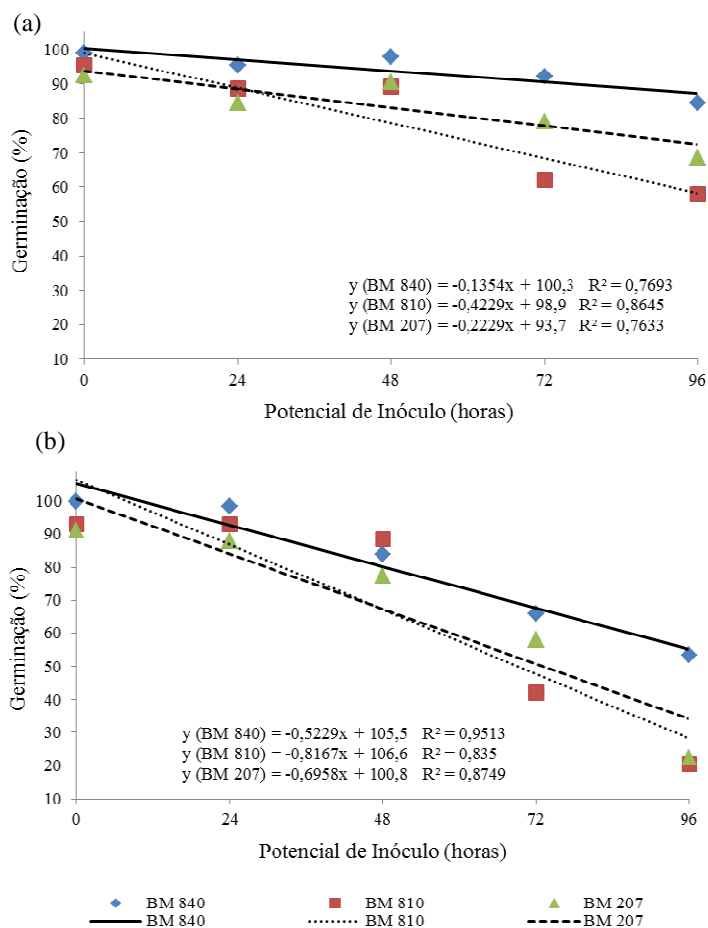 (a)
100
90
80
70
60
50
40
30
20
10
Germinação (%)
y (BM 840) = -0,1354x + 100,3 R² = 0,7693
y (BM 810) = -0,4229x + 98,9 R² = 0,8645
y (BM 207) = -0,2229x + 93,7 R² = 0,7633
0 24 48 72 96
Potencial de Inóculo (horas)
(b)
100
90
80
70
60
50
40
30
20
10
Germinação (%)
y (BM 840) = -0,5229x + 105,5 R² = 0,9513
y (BM 810) = -0,8167x + 106,6 R² = 0,835
y (BM 207) = -0,6958x + 100,8 R² = 0,8749
0 24 48 72 96
Potencial de Inóculo (horas)
BM 840 BM 810 BM 207
BM 840 BM 810 BM 207